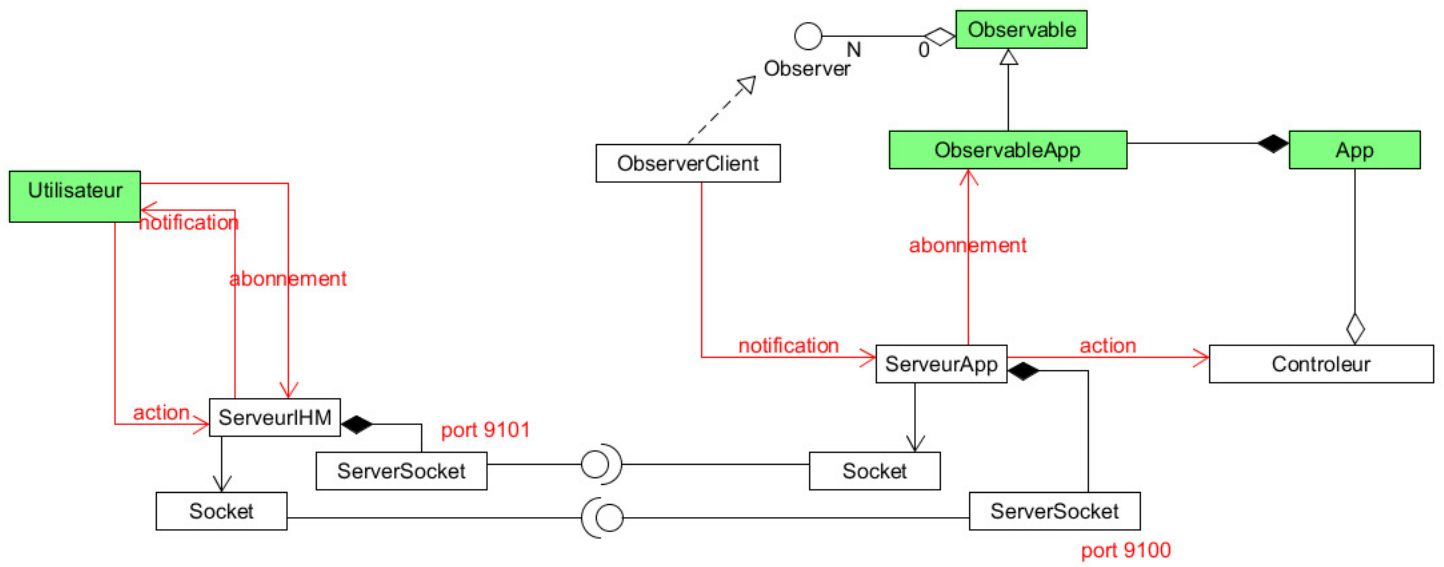 Observable
N
0
Observer
ObserverClient
ObservableApp
App
Utilisateur
notification
abonnement
abonnement
notification
action
ServeurApp
Controleur
action
ServeurIHM
port 9101
ServerSocket
Socket
Socket
ServerSocket
port 9100